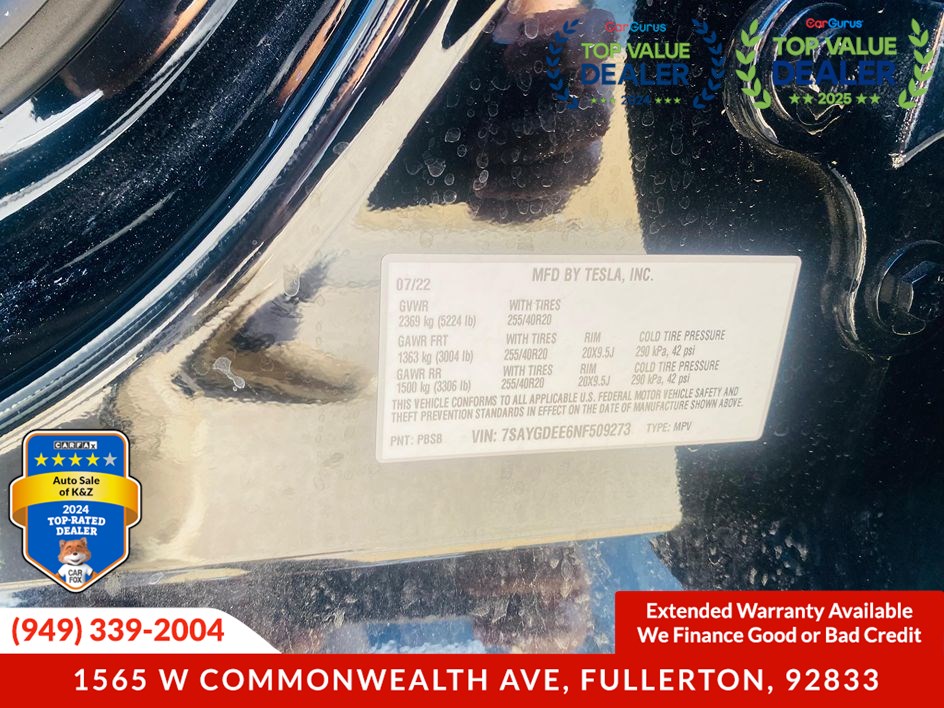 CarGurus
TOP VALUE
DEALER
2024
CarGurus
TOP VALUE
DEALER
2025
MFD BY TESLA, INC.
07/22
GVWR WITH TIRES
2369 kg (5224 lb) 255/40R20
GAWR FRT WITH TIRES RIM COLD TIRE PRESSURE
1363 kg (3004 lb) 255/40R20 20X9.5J 290 kPa, 42 psi
GAWR RR WITH TIRES RIM COLD TIRE PRESSURE
1500 kg (3306 lb) 255/40R20 20X9.5J 290 kPa, 42 psi
THIS VEHICLE CONFORMS TO ALL APPLICABLE U.S. FEDERAL MOTOR VEHICLE SAFETY AND
THEFT PREVENTION STANDARDS IN EFFECT ON THE DATE OF MANUFACTURE SHOWN ABOVE.
PNT: PBSB VIN: 7SAYGDEE6NF509273 TYPE: MPV
CARFAX
Auto Sale
of K&Z
2024
TOP-RATED
DEALER
CAR
FOX
(949) 339-2004
Extended Warranty Available
We Finance Good or Bad Credit
1565 W COMMONWEALTH AVE, FULLERTON, 92833